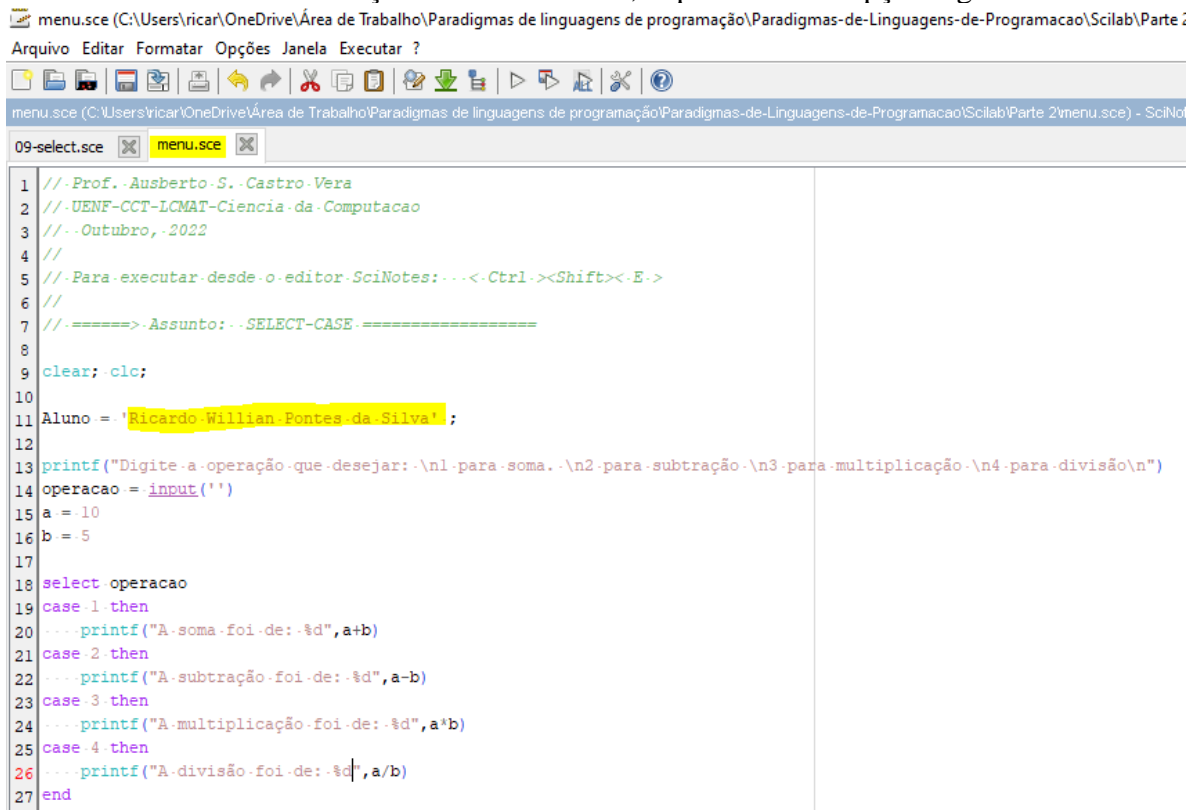 menu.sce (C:\Users\ricar\OneDrive\Área de Trabalho\Paradigmas de linguagens de programação\Paradigmas-de-Linguagens-de-Programacao\Scilab\Parte 2
Arquivo Editar Formatar Opções Janela Executar ?
menu.sce (C:\Users\ricar\OneDrive\Área de Trabalho\Paradigmas de linguagens de programação\Paradigmas-de-Linguagens-de-Programacao\Scilab\Parte 2\menu.sce) - SciNot
09-select.sce menu.sce
1 // Prof. Ausberto S. Castro Vera
2 // UENF-CCT-LCMAT-Ciencia da Computacao
3 //  Outubro, 2022
4 //
5 // Para executar desde o editor SciNotes:   < Ctrl ><Shift>< E >
6 //
7 // ======> Assunto:  SELECT-CASE ==================
8
9 clear; clc;
10
11 Aluno = 'Ricardo Willian Pontes da Silva' ;
12
13 printf("Digite a operação que desejar: \n1 para soma. \n2 para subtração \n3 para multiplicação \n4 para divisão\n")
14 operacao = input('')
15 a = 10
16 b = 5
17
18 select operacao
19 case 1 then
20     printf("A soma foi de: %d",a+b)
21 case 2 then
22     printf("A subtração foi de: %d",a-b)
23 case 3 then
24     printf("A multiplicação foi de: %d",a*b)
25 case 4 then
26     printf("A divisão foi de: %d",a/b)
27 end